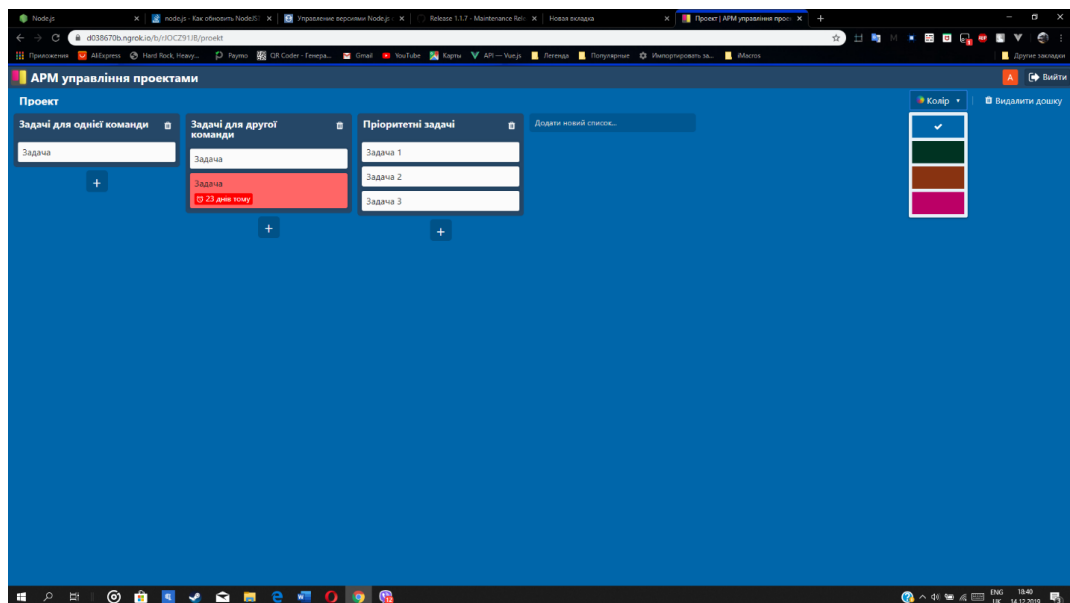 Node.js
node.js - Как обновить NodeJS
Управление версиями Node.js
Release 1.1.7 - Maintenance Rele
Новая вкладка
Проект | АРМ управління проек
d038670b.ngrok.io/b/rJOCZ91JB/proekt
Приложения
AliExpress
Hard Rock, Heavy...
Paymo
QR Coder - Генера...
Gmail
YouTube
Карты
API — Vue.js
Легенда
Популярные
Импортировать за...
iMacros
Другие закладки
АРМ управління проектами
А
Вийти
Проект
Колір
Видалити дошку
Задачі для однієї команди
Задача
Задачі для другої
команди
Задача
Задача
23 днів тому
Пріоритетні задачі
Задача 1
Задача 2
Задача 3
Додати новий список...
ENG
UK
18:40
14.12.2019